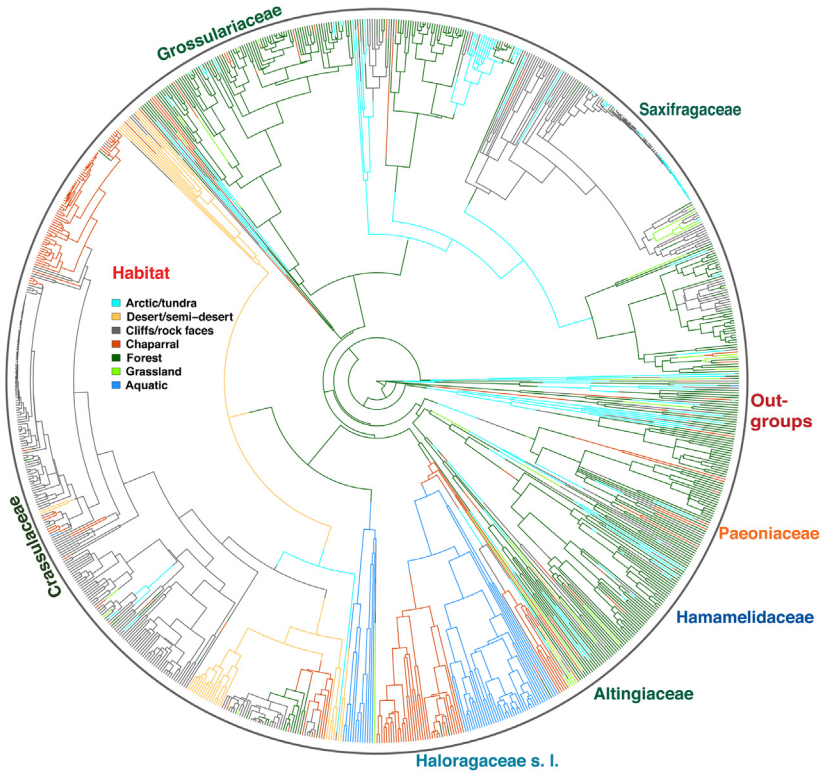 Grossulariaceae
Saxifragaceae
Habitat
Arctic/tundra
Desert/semi-desert
Cliffs/rock faces
Chaparral
Forest
Grassland
Aquatic
Out-
groups
Paeoniaceae
Crassulaceae
Hamamelidaceae
Altingiaceae
Haloragaceae s. l.